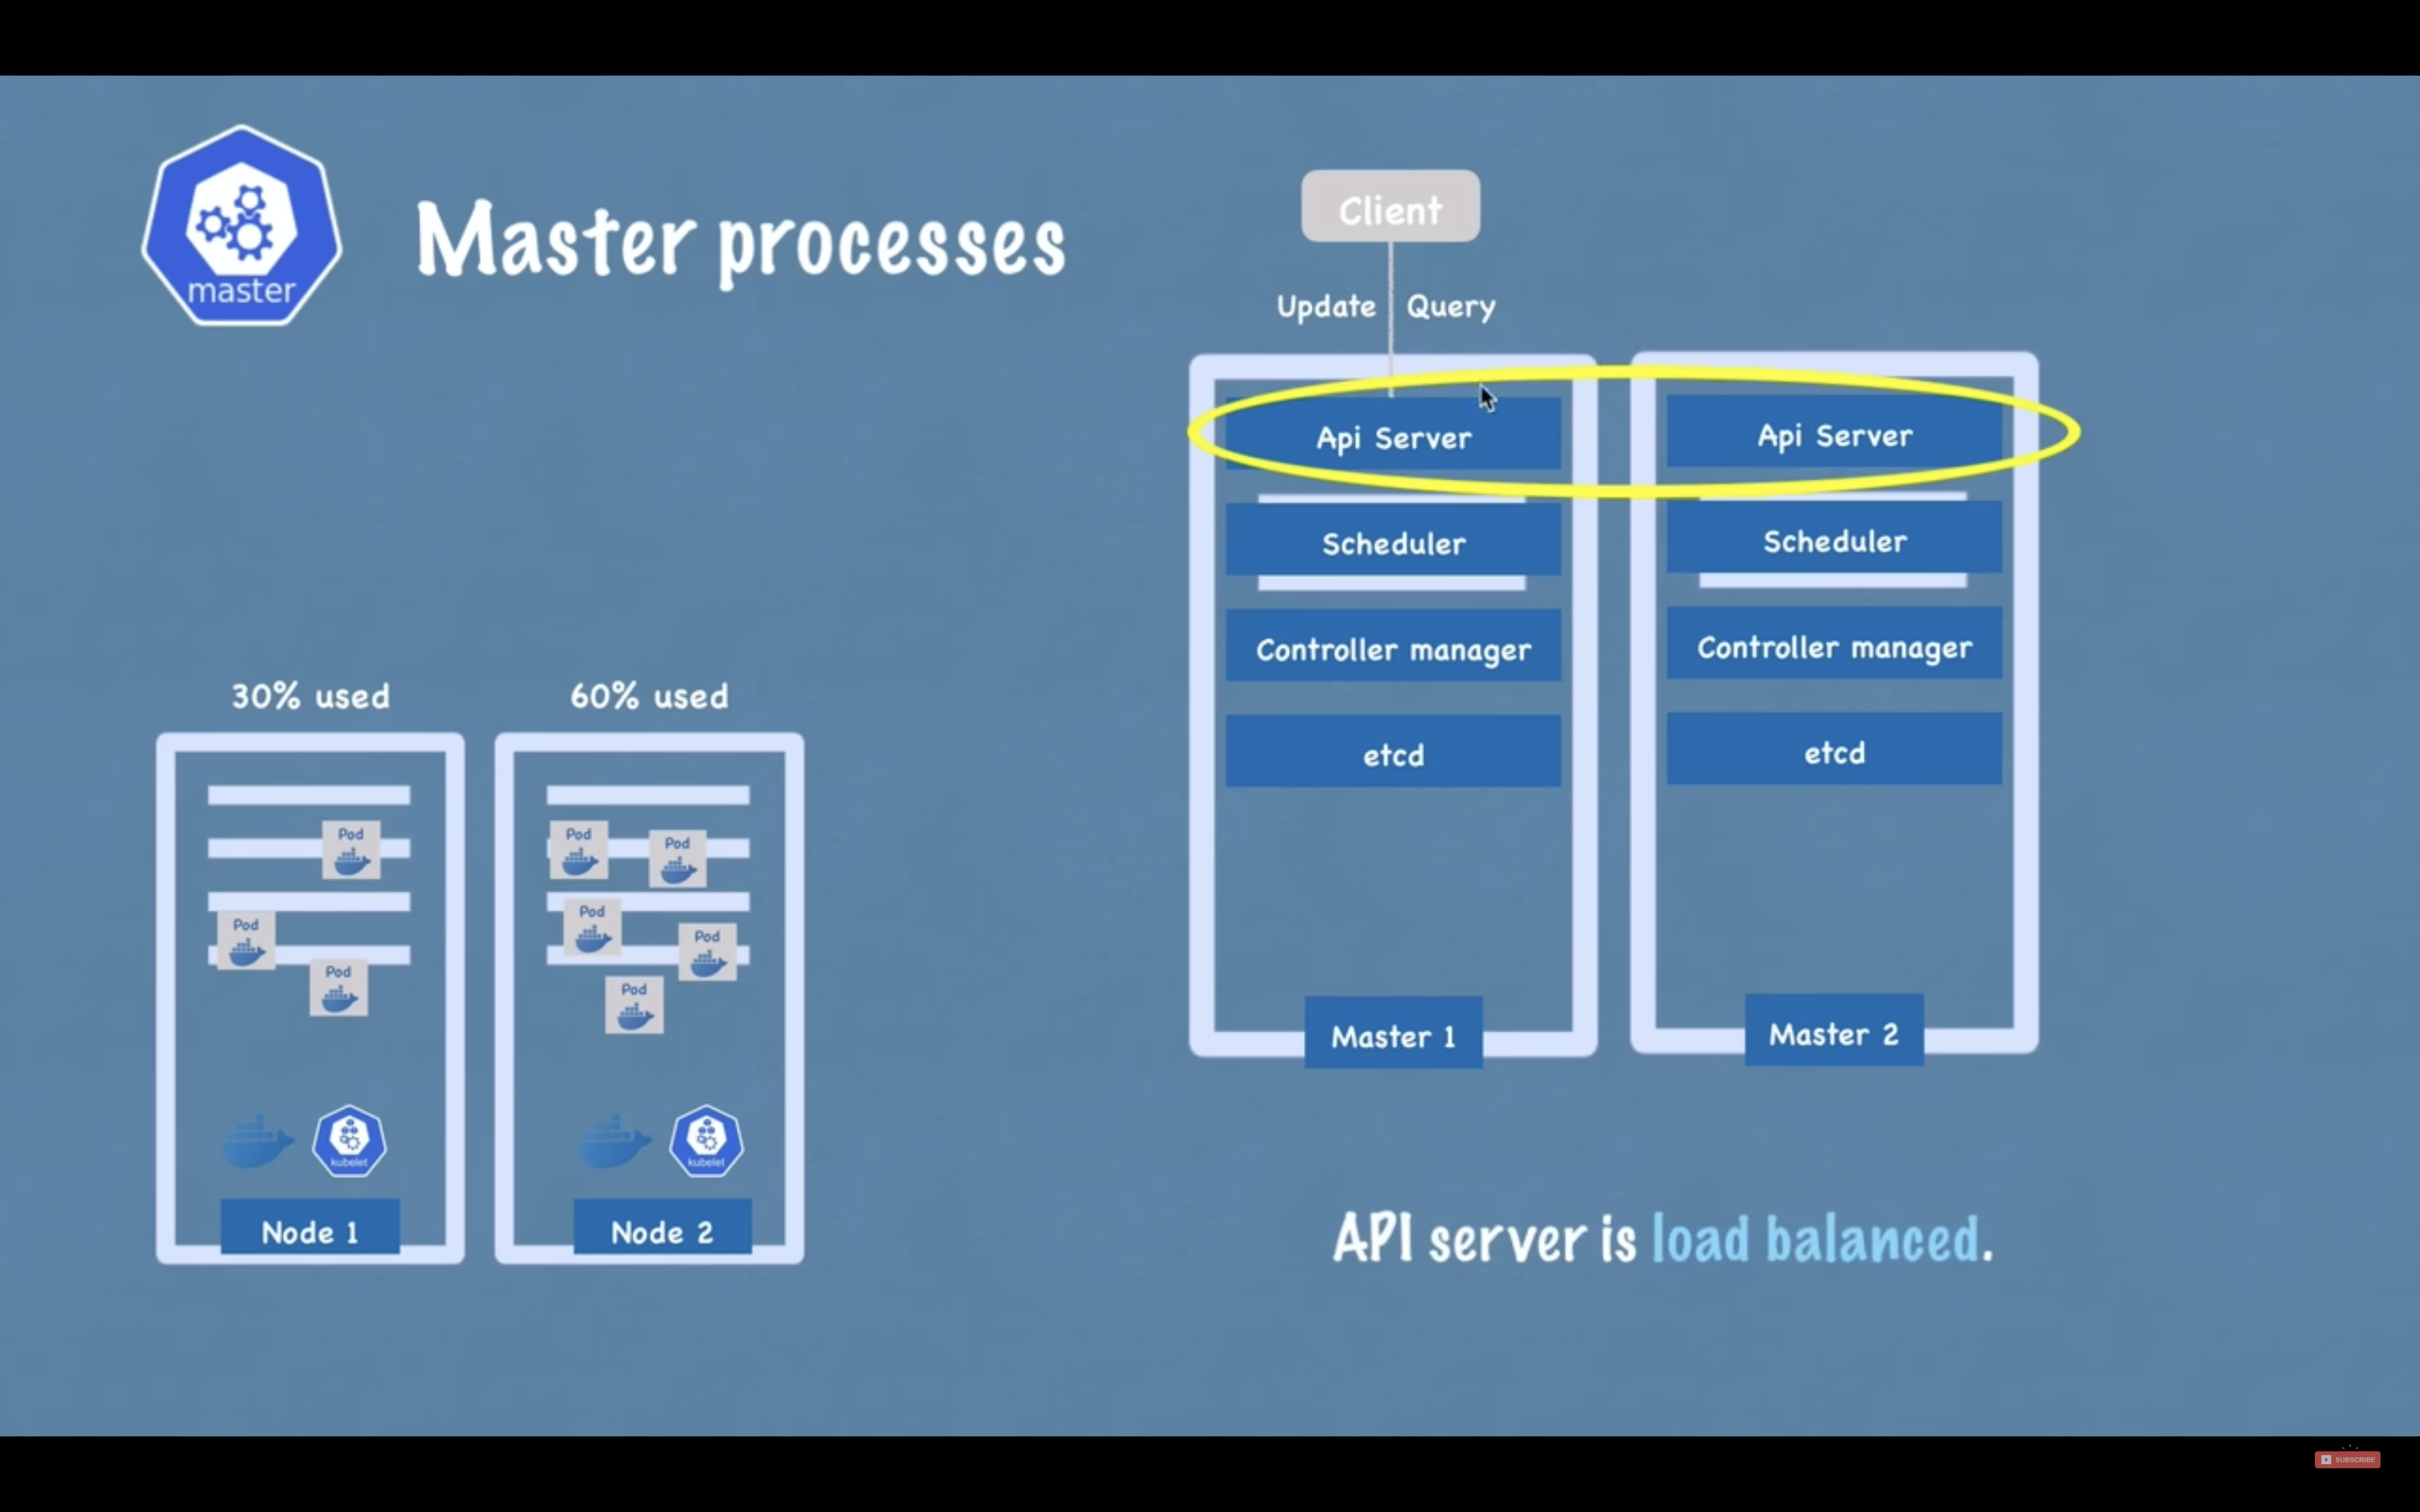 master
Master processes
Client
Update
Query
Api Server
Scheduler
Controller manager
etcd
Master 1
Api Server
Scheduler
Controller manager
etcd
Master 2
30% used
Pod
Pod
Pod
kubelet
Node 1
60% used
Pod
Pod
Pod
Pod
Pod
kubelet
Node 2
API server is load balanced.
SUBSCRIBE